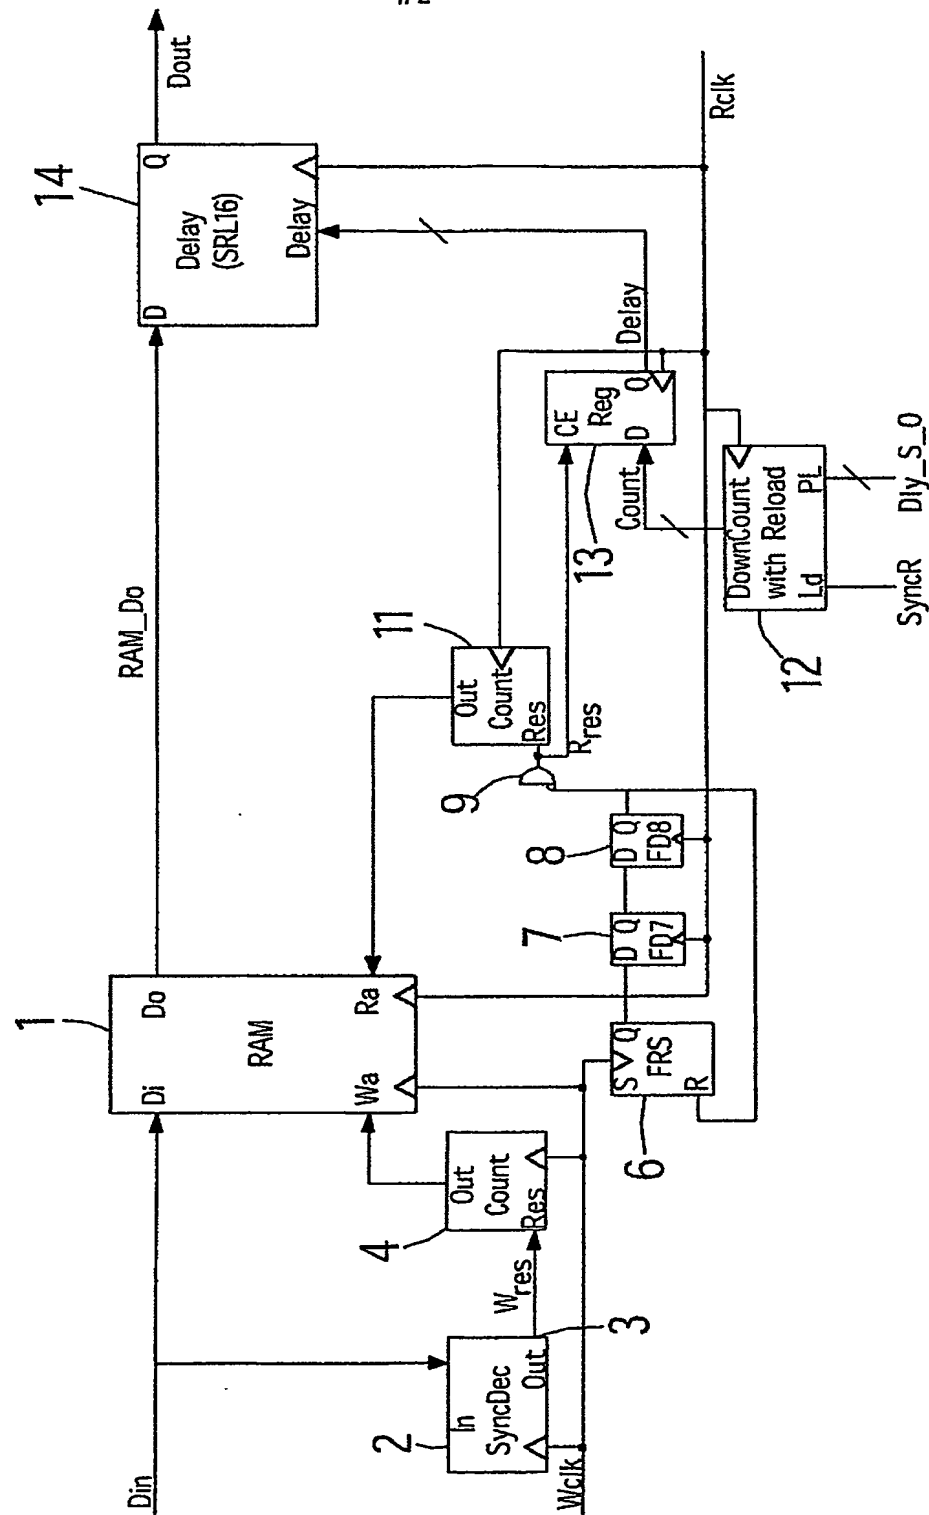 Din
Dout
1
Di
Do
RAM
Wa
Ra
RAM_Do
14
D
Q
Delay
(SRL16)
Delay
2
In
SyncDec
Out
3
W_res
4
Out
Count
Res
Wclk
6
S
Q
FRS
R
7
D Q
FD7
8
D Q
FD8
9
R_res
11
Out
Count
Res
13
CE
Reg
D
Q
Count
Delay
12
DownCount
with Reload
Ld
PL
SyncR
Dly_S_0
Rclk